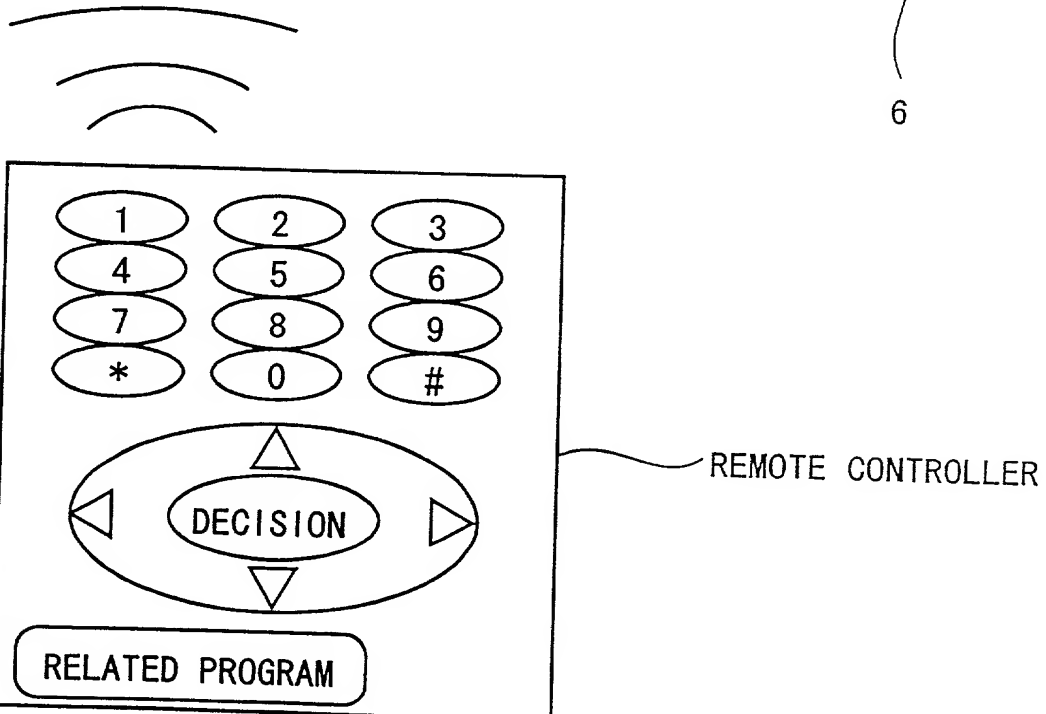 6
1 2 3
4 5 6
7 8 9
* 0 #
REMOTE CONTROLLER
DECISION
RELATED PROGRAM